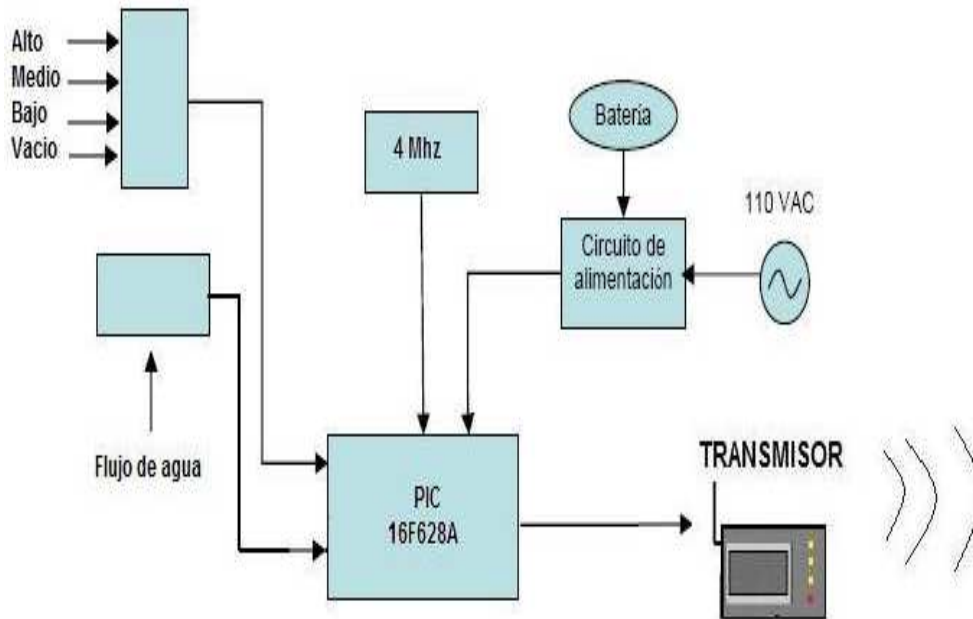 Alto
Medio
Bajo
Vacio
4 Mhz
Batería
110 VAC
Circuito de
alimentación
Flujo de agua
PIC
16F628A
TRANSMISOR